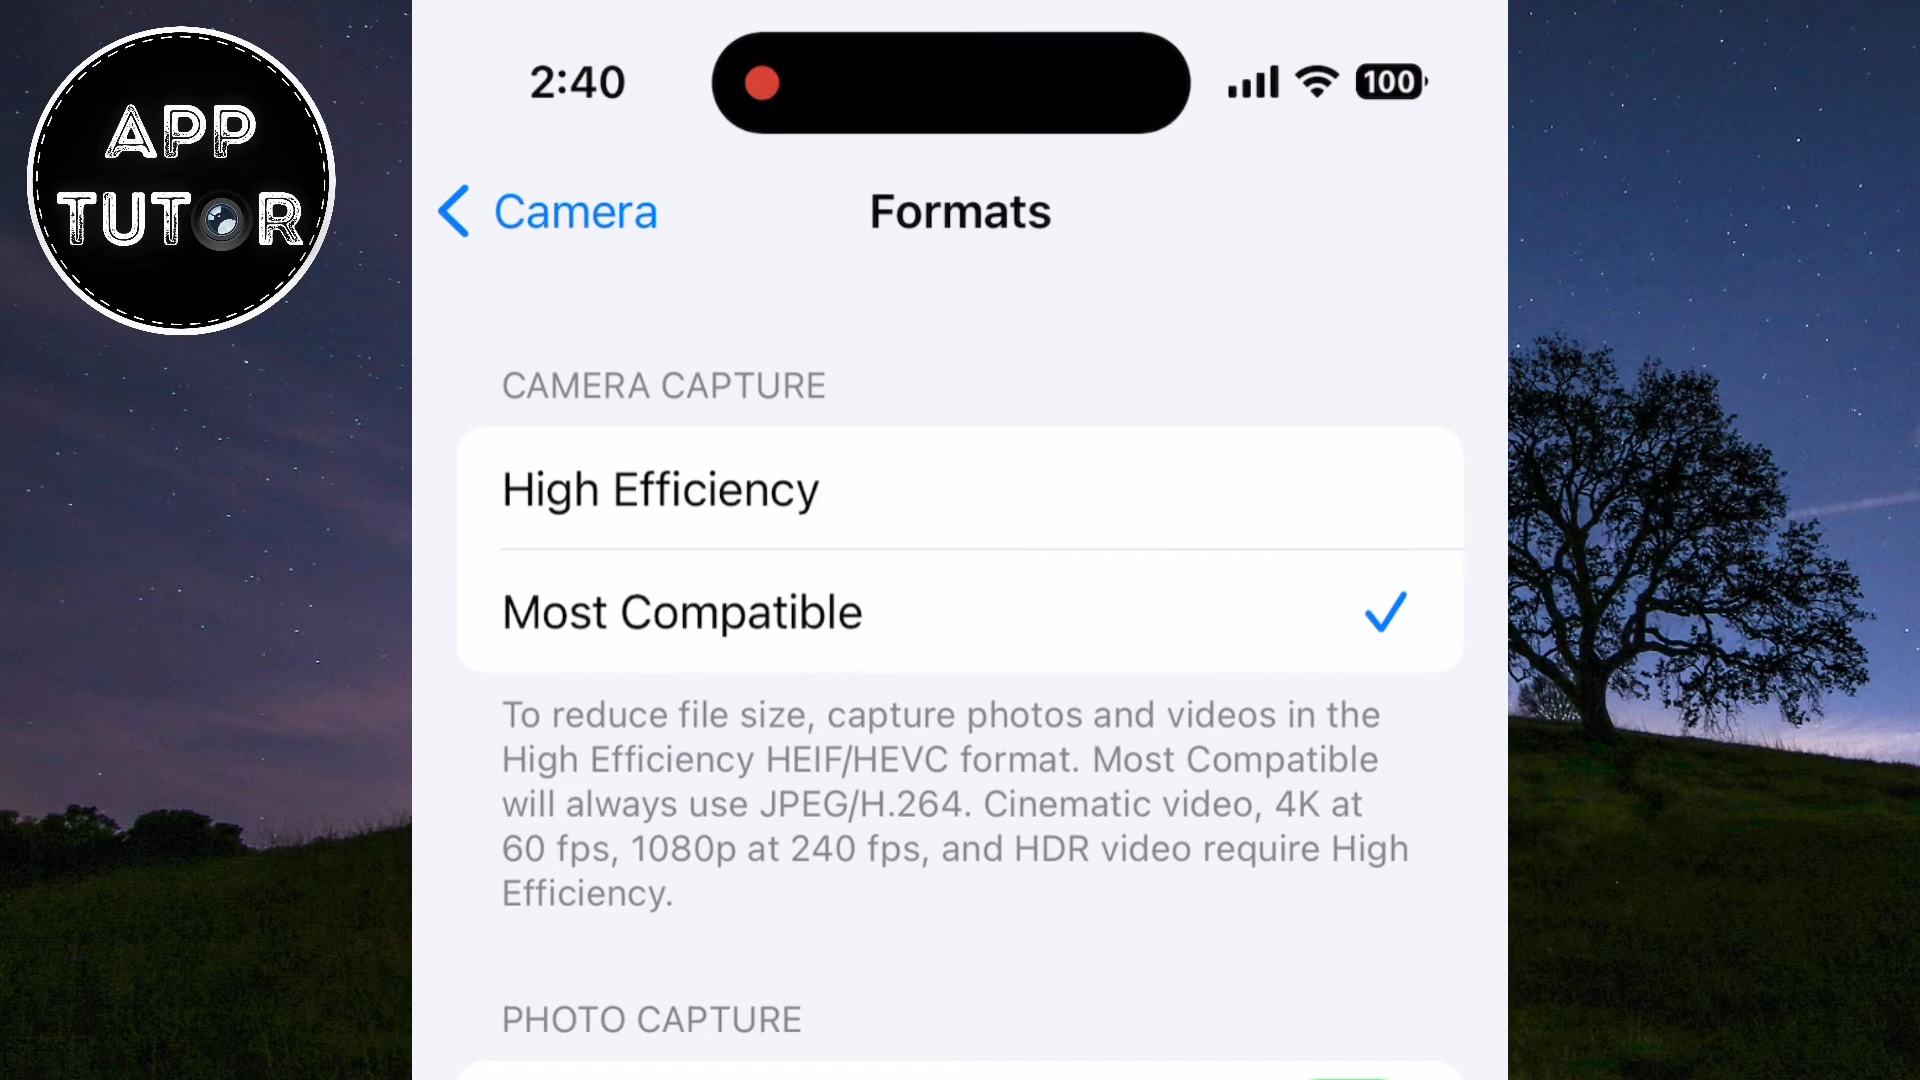 APP
TUTOR
2:40
100
Camera
Formats
CAMERA CAPTURE
High Efficiency
Most Compatible
To reduce file size, capture photos and videos in the
High Efficiency HEIF/HEVC format. Most Compatible
will always use JPEG/H.264. Cinematic video, 4K at
60 fps, 1080p at 240 fps, and HDR video require High
Efficiency.
PHOTO CAPTURE